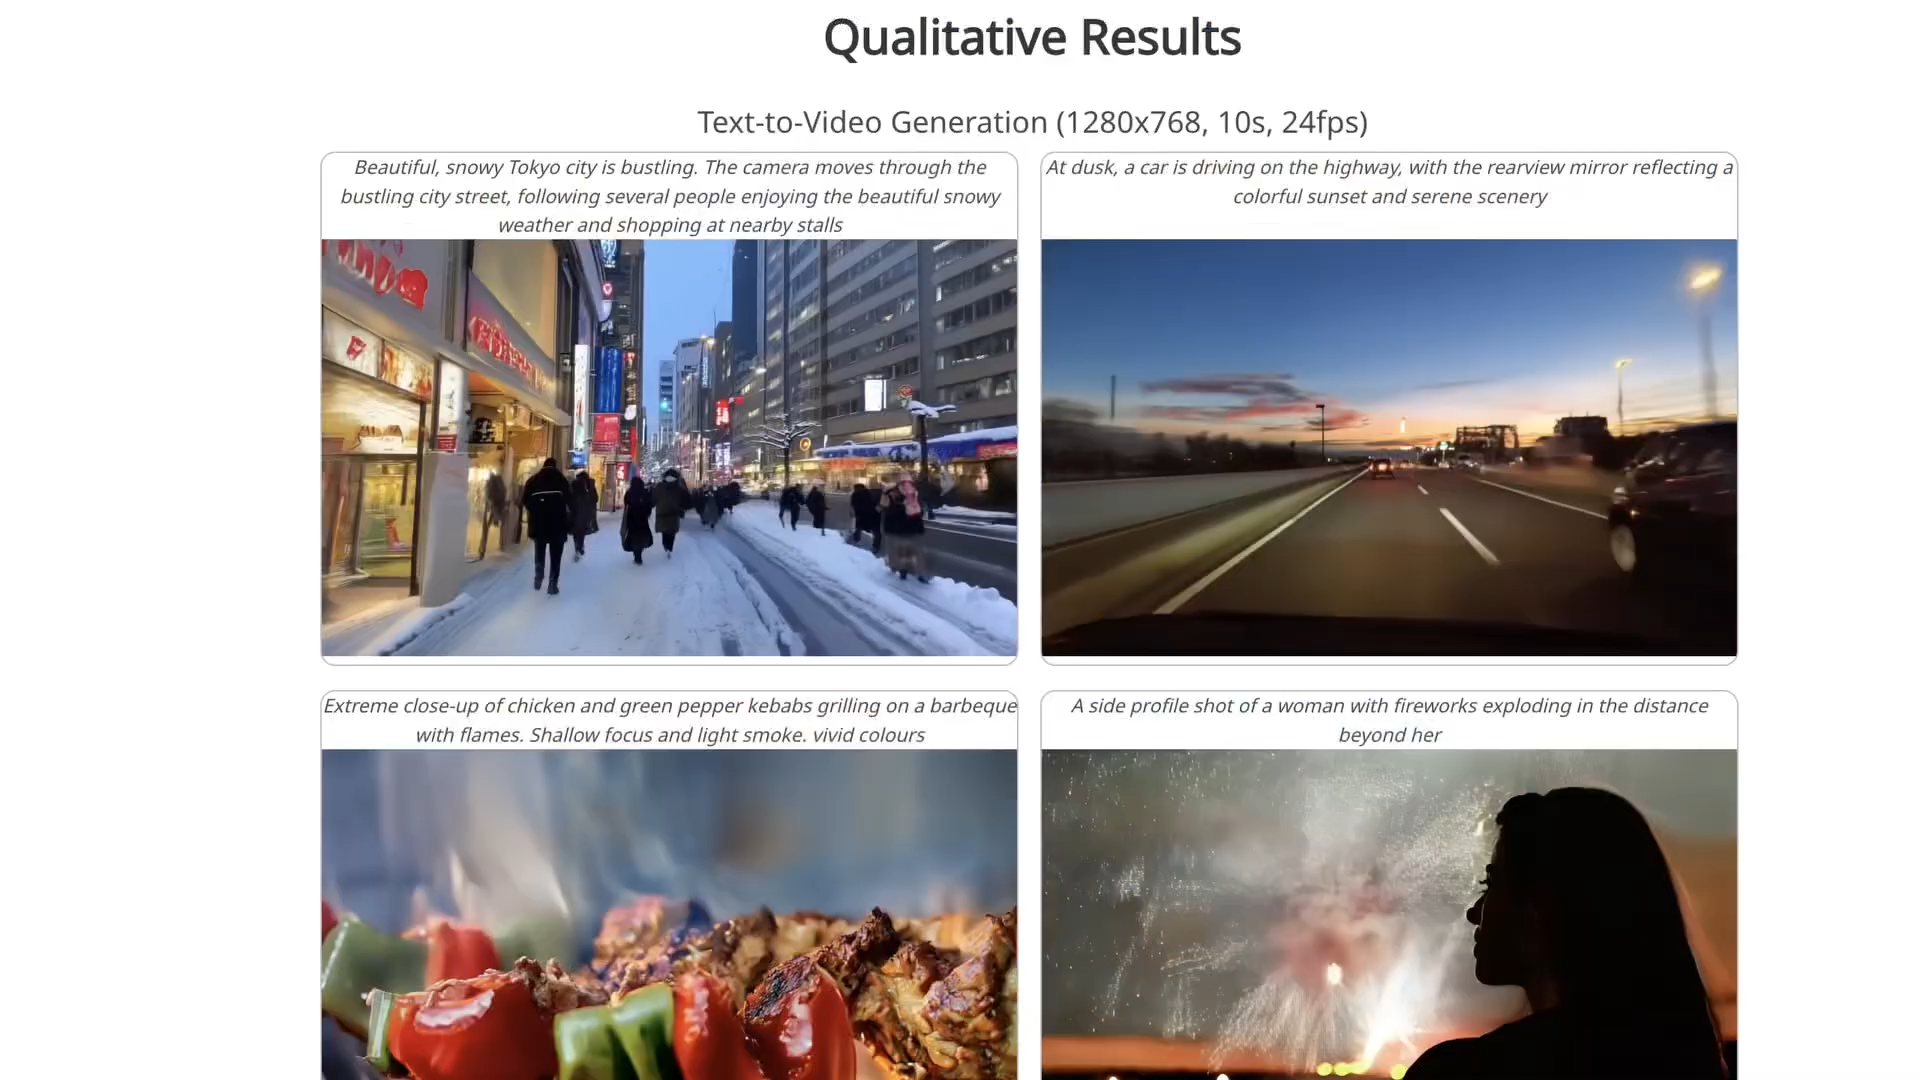 Qualitative Results
Text-to-Video Generation (1280x768, 10s, 24fps)
Beautiful, snowy Tokyo city is bustling. The camera moves through the
bustling city street, following several people enjoying the beautiful snowy
weather and shopping at nearby stalls
At dusk, a car is driving on the highway, with the rearview mirror reflecting a
colorful sunset and serene scenery
Extreme close-up of chicken and green pepper kebabs grilling on a barbeque
with flames. Shallow focus and light smoke. vivid colours
A side profile shot of a woman with fireworks exploding in the distance
beyond her